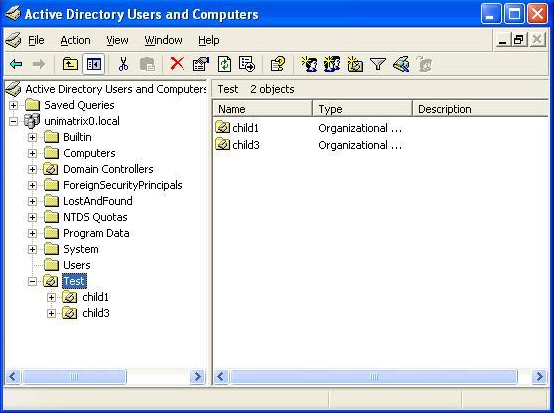 Active Directory Users and Computers
File Action View Window Help
Active Directory Users and Computers
Saved Queries
unimatrix0.local
Builtin
Computers
Domain Controllers
ForeignSecurityPrincipals
LostAndFound
NTDS Quotas
Program Data
System
Users
Test
child1
child3
Test 2 objects
Name Type Description
child1 Organizational ...
child3 Organizational ...